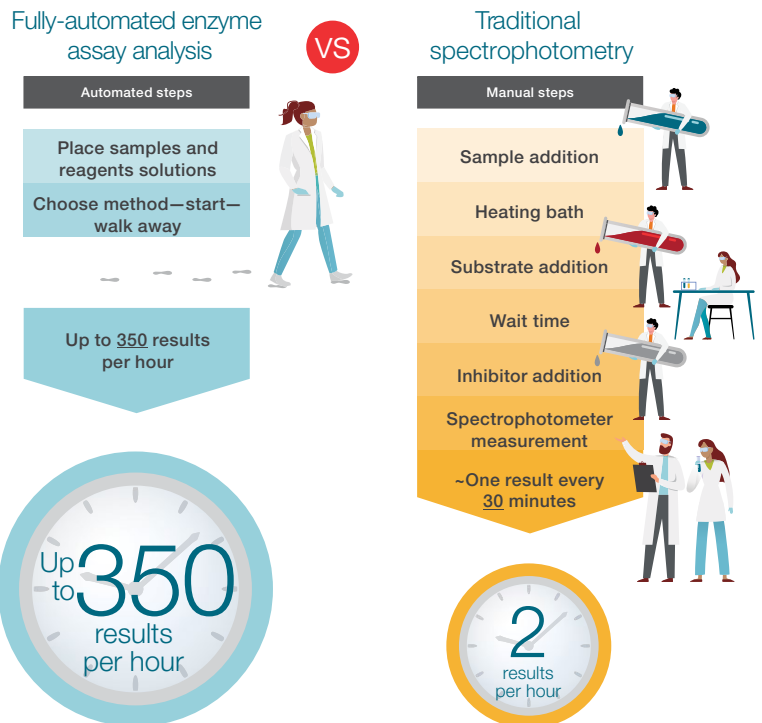 Fully-automated enzyme
assay analysis
VS
Traditional
spectrophotometry
Automated steps
Place samples and
reagents solutions
Choose method—start—
walk away
Up to 350 results
per hour
Up
to 350
results
per hour
Manual steps
Sample addition
Heating bath
Substrate addition
Wait time
Inhibitor addition
Spectrophotometer
measurement
~One result every
30 minutes
2
results
per hour